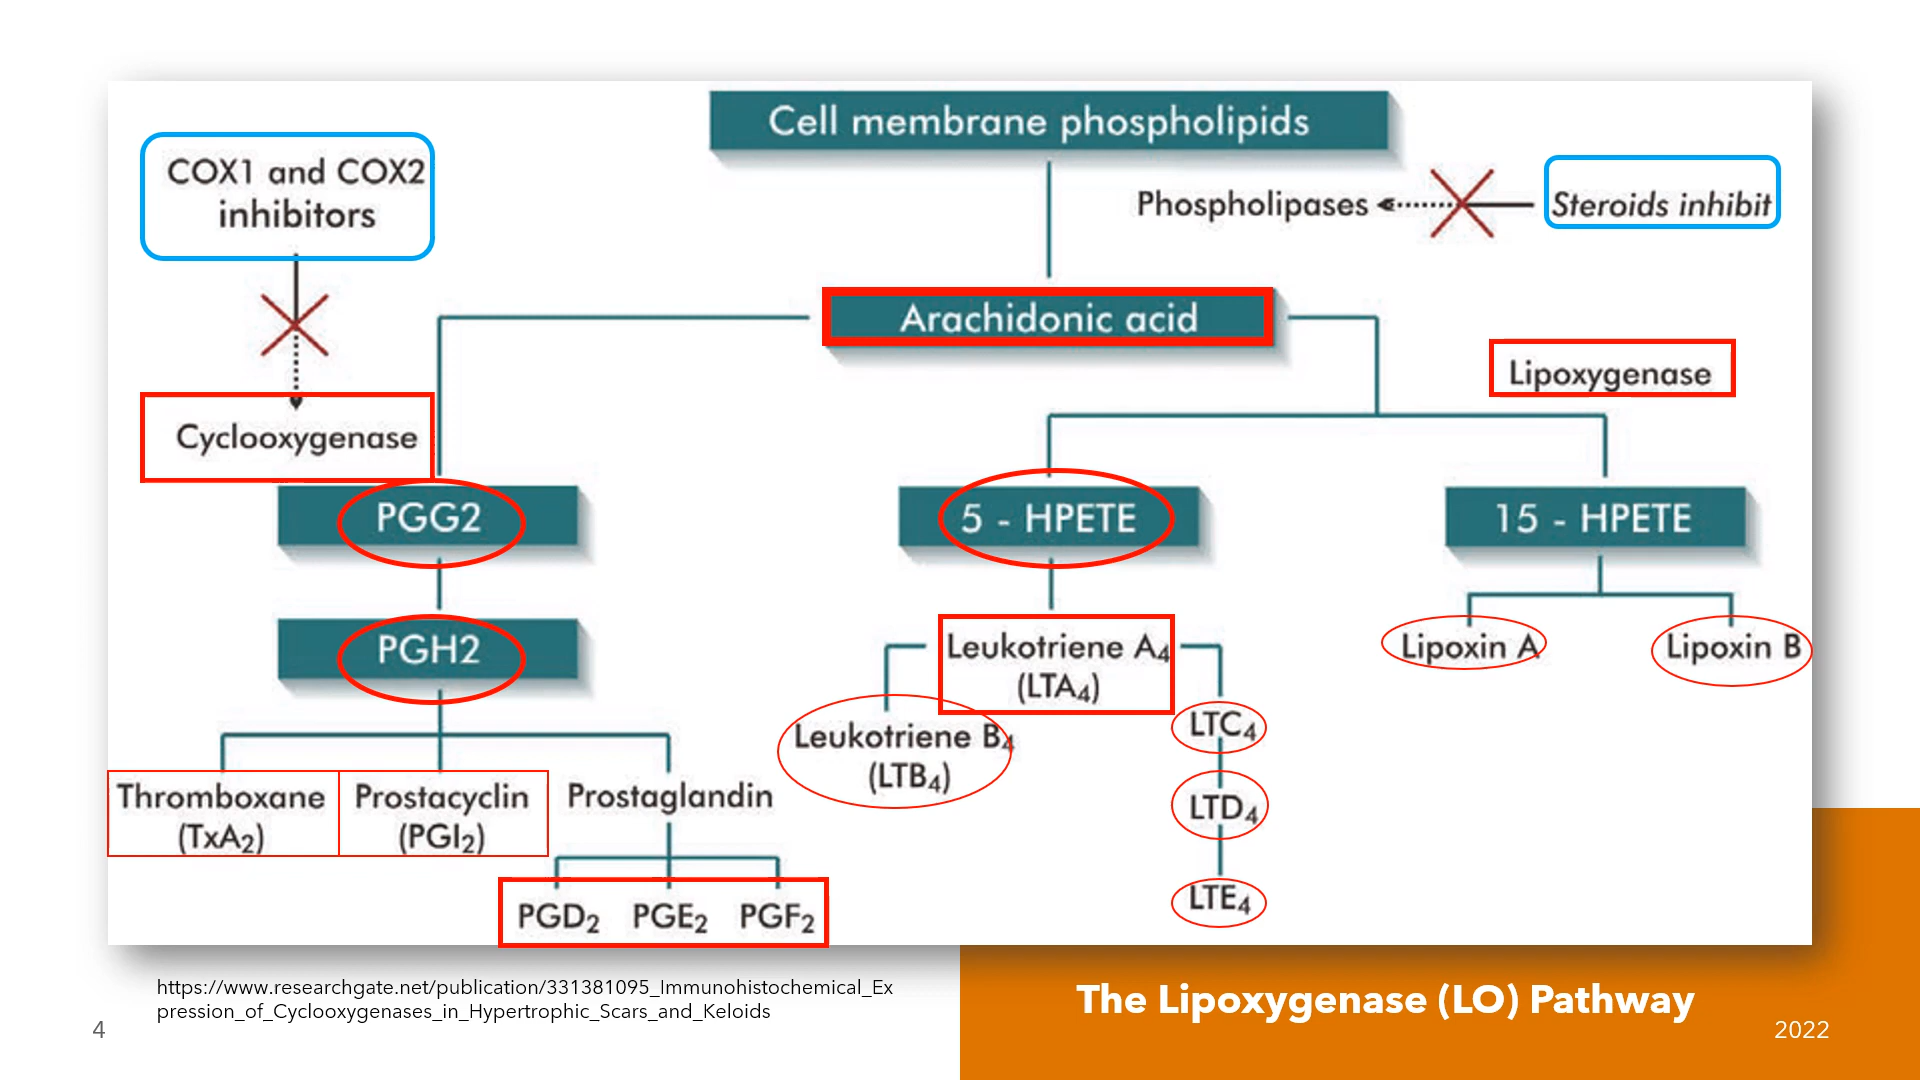 Cell membrane phospholipids
COX1 and COX2
inhibitors
Phospholipases
Steroids inhibit
Arachidonic acid
Lipoxygenase
Cyclooxygenase
PGG2
5 - HPETE
15 - HPETE
PGH2
Leukotriene A₄
(LTA₄)
Lipoxin A
Lipoxin B
Leukotriene B₄
(LTB₄)
LTC₄
LTD₄
LTE₄
Thromboxane
(TxA₂)
Prostacyclin
(PGI₂)
Prostaglandin
PGD₂ PGE₂ PGF₂
https://www.researchgate.net/publication/331381095_Immunohistochemical_Ex
pression_of_Cyclooxygenases_in_Hypertrophic_Scars_and_Keloids
The Lipoxygenase (LO) Pathway
4
2022